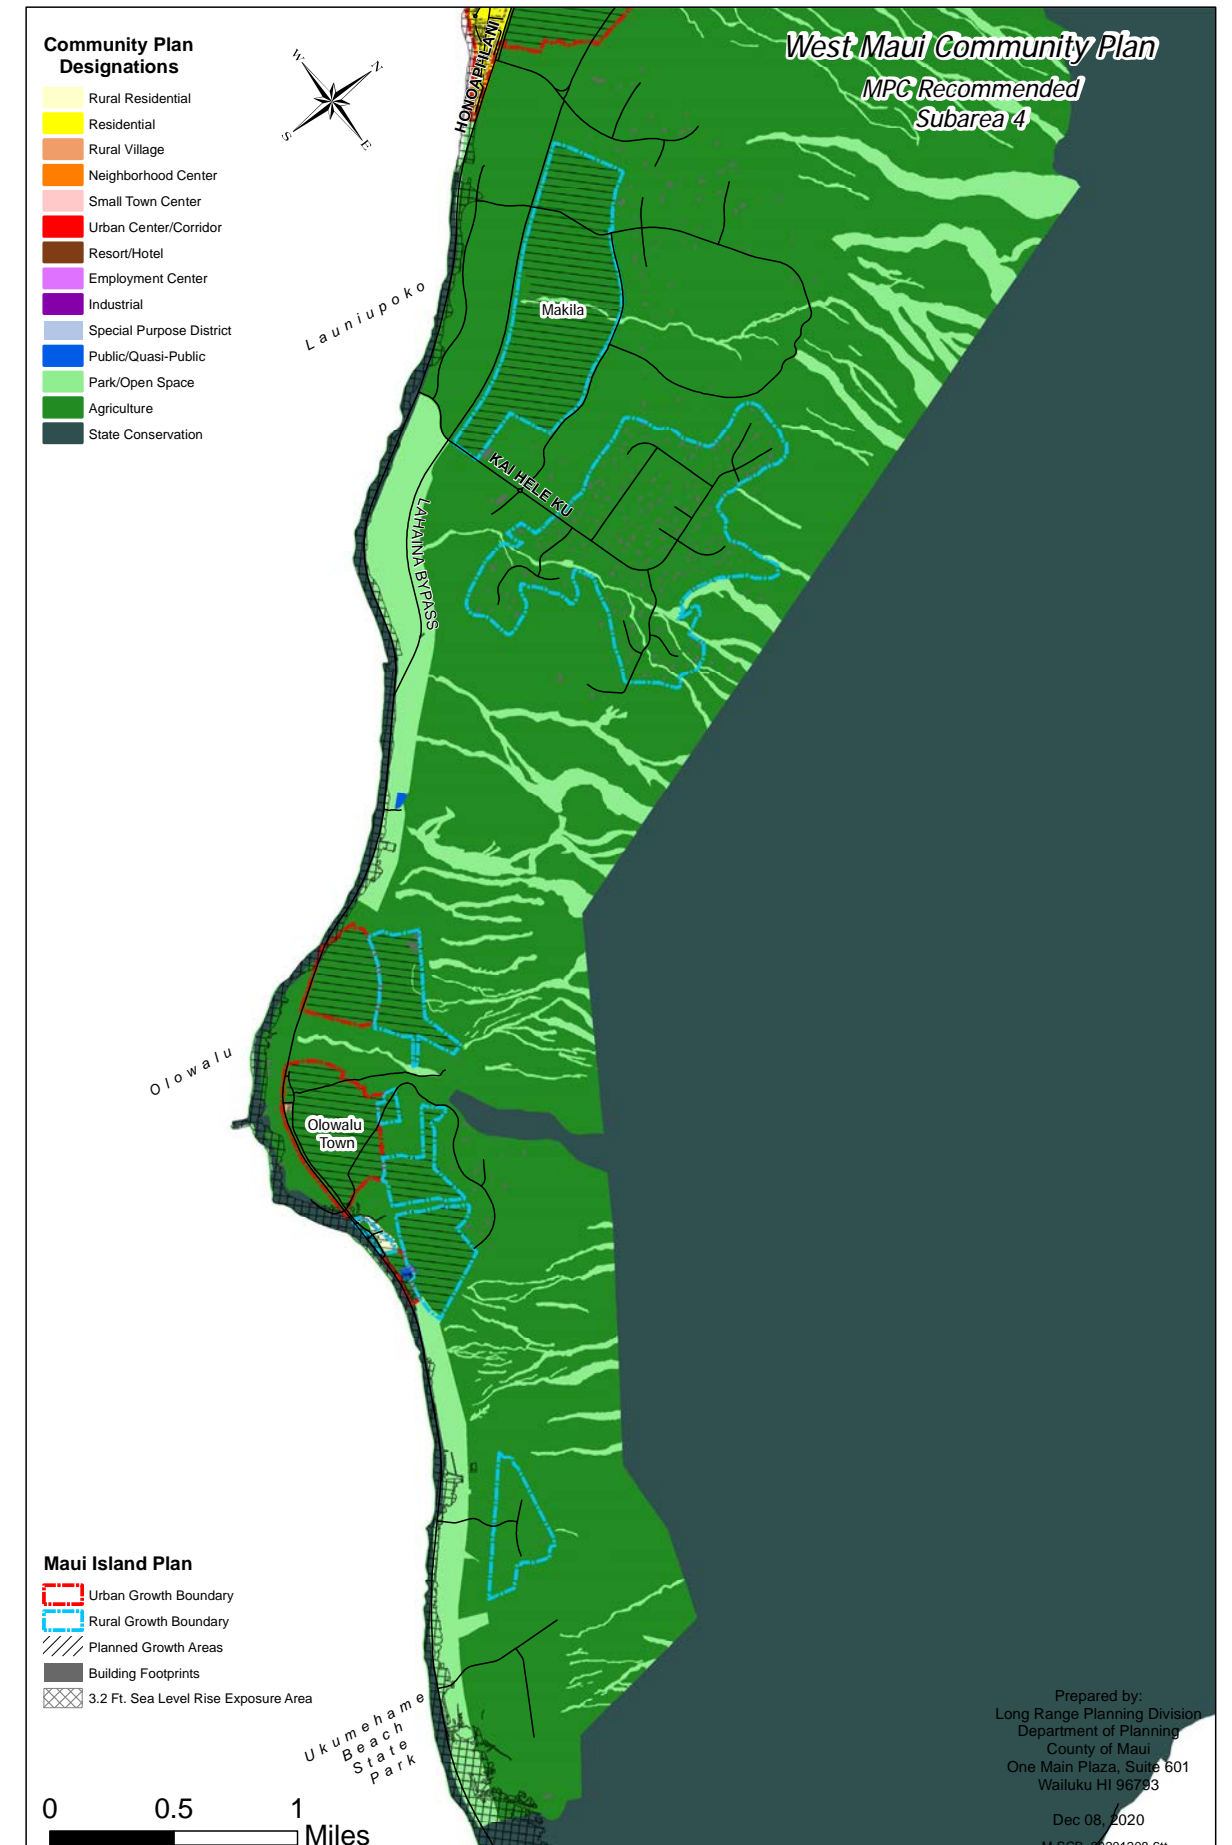 West Maui Community Plan
MPC Recommended
Subarea 4
Community Plan
Designations
Rural Residential
Residential
Rural Village
Neighborhood Center
Small Town Center
Urban Center/Corridor
Resort/Hotel
Employment Center
Industrial
Special Purpose District
Public/Quasi-Public
Park/Open Space
Agriculture
State Conservation
W
N
S
E
HONOAPIILANI
Launiupoko
Makila
KAI HELE KU
LAHAINA BYPASS
Olowalu
Olowalu
Town
Maui Island Plan
Urban Growth Boundary
Rural Growth Boundary
Planned Growth Areas
Building Footprints
3.2 Ft. Sea Level Rise Exposure Area
Ukumehame
Beach
State
Park
0 0.5 1
Miles
Prepared by:
Long Range Planning Division
Department of Planning
County of Maui
One Main Plaza, Suite 601
Wailuku HI 96793
Dec 08, 2020